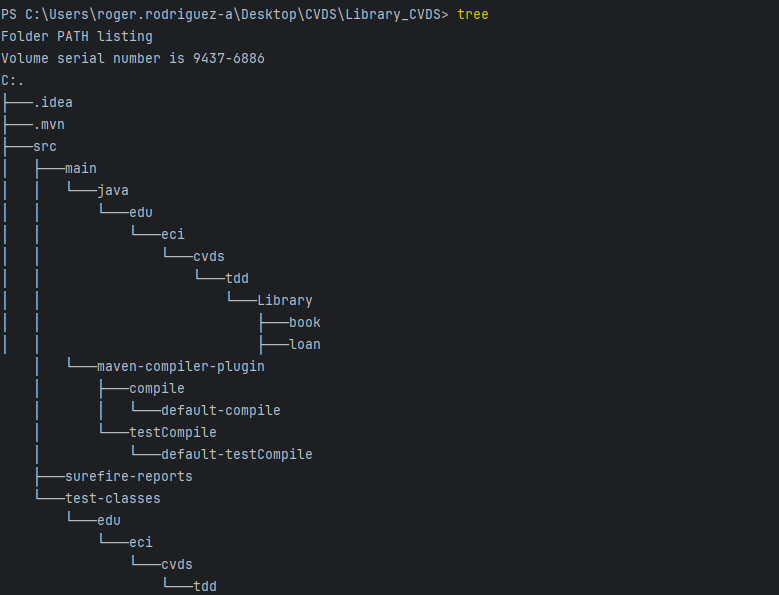 PS C:\Users\roger.rodriguez-a\Desktop\CVDS\Library_CVDS> tree
Folder PATH listing
Volume serial number is 9437-6886
C:.
├───.idea
├───.mvn
├───src
│   ├───main
│   │   └───java
│   │       └───edu
│   │           └───eci
│   │               └───cvds
│   │                   └───tdd
│   │                       └───Library
│   │                           ├───book
│   │                           ├───loan
    │   └───maven-compiler-plugin
    │       ├───compile
    │       │   └───default-compile
    │       └───testCompile
    │           └───default-testCompile
    ├───surefire-reports
    └───test-classes
        └───edu
            └───eci
                └───cvds
                    └───tdd